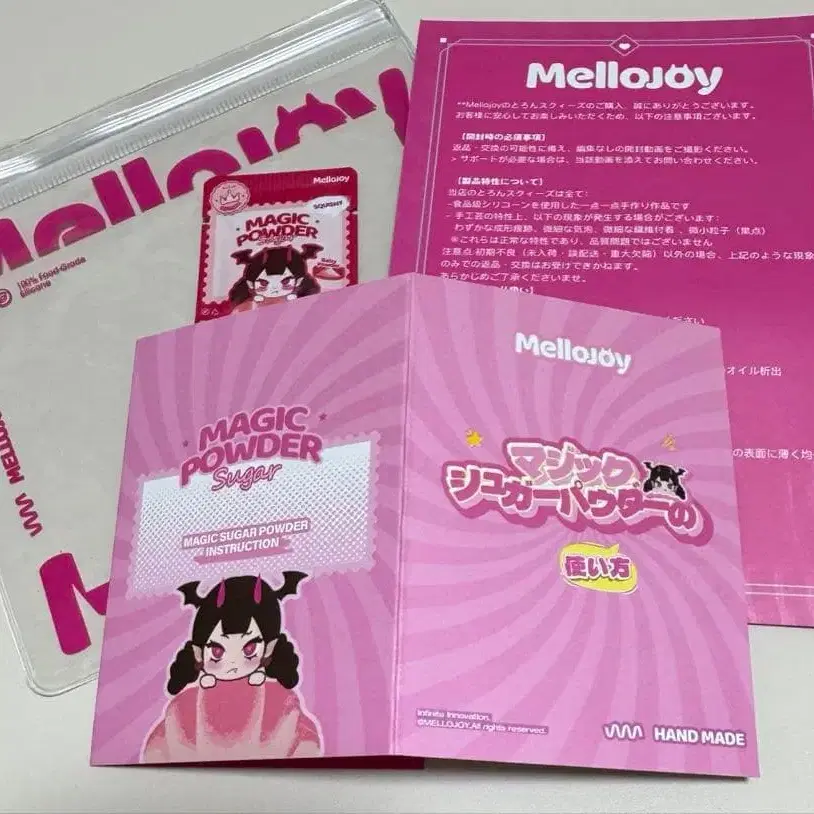 Mellojoy
100% Food-Grade
silicone
MELLOJOY
Mellojoy
SQUISHY
MAGIC
POWDER
Sugar
Mellojoy
**Mellojoyのとろんスクィーズのご購入、誠にありがとうございます。
お客様に安心してお楽しみいただくため、以下の注意事項ございます。
【開封時の必須事項】
返品・交換の可能性に備え、編集なしの開封動画をご撮影ください。
> サポートが必要な場合は、当該動画を添えてお問い合わせください。
【製品特性について】
当店のとろんスクィーズは全て:
-食品級シリコーンを使用した一点一点手作り作品です
- 手工芸の特性上、以下の現象が発生する場合がございます:
わずかな成形痕跡、微細な気泡、微細な繊維付着 、微小粒子(黒点)
※これらは正常な特性であり、品質問題ではございません
注意点:初期不良(未入荷・誤配送・重大欠陥)以外の場合、上記のような現象
のみでの返品・交換はお受けできかねます。
あらかじめご了承くださいませ。
ださい
オイル析出
の表面に薄く均
MAGIC
POWDER
Sugar
MAGIC SUGAR POWDER
INSTRUCTION
Mellojoy
マジック
シュガーパウダーの
使い方
Infinite Innovation.
©MELLOJOY.All rights reserved.
HAND MADE